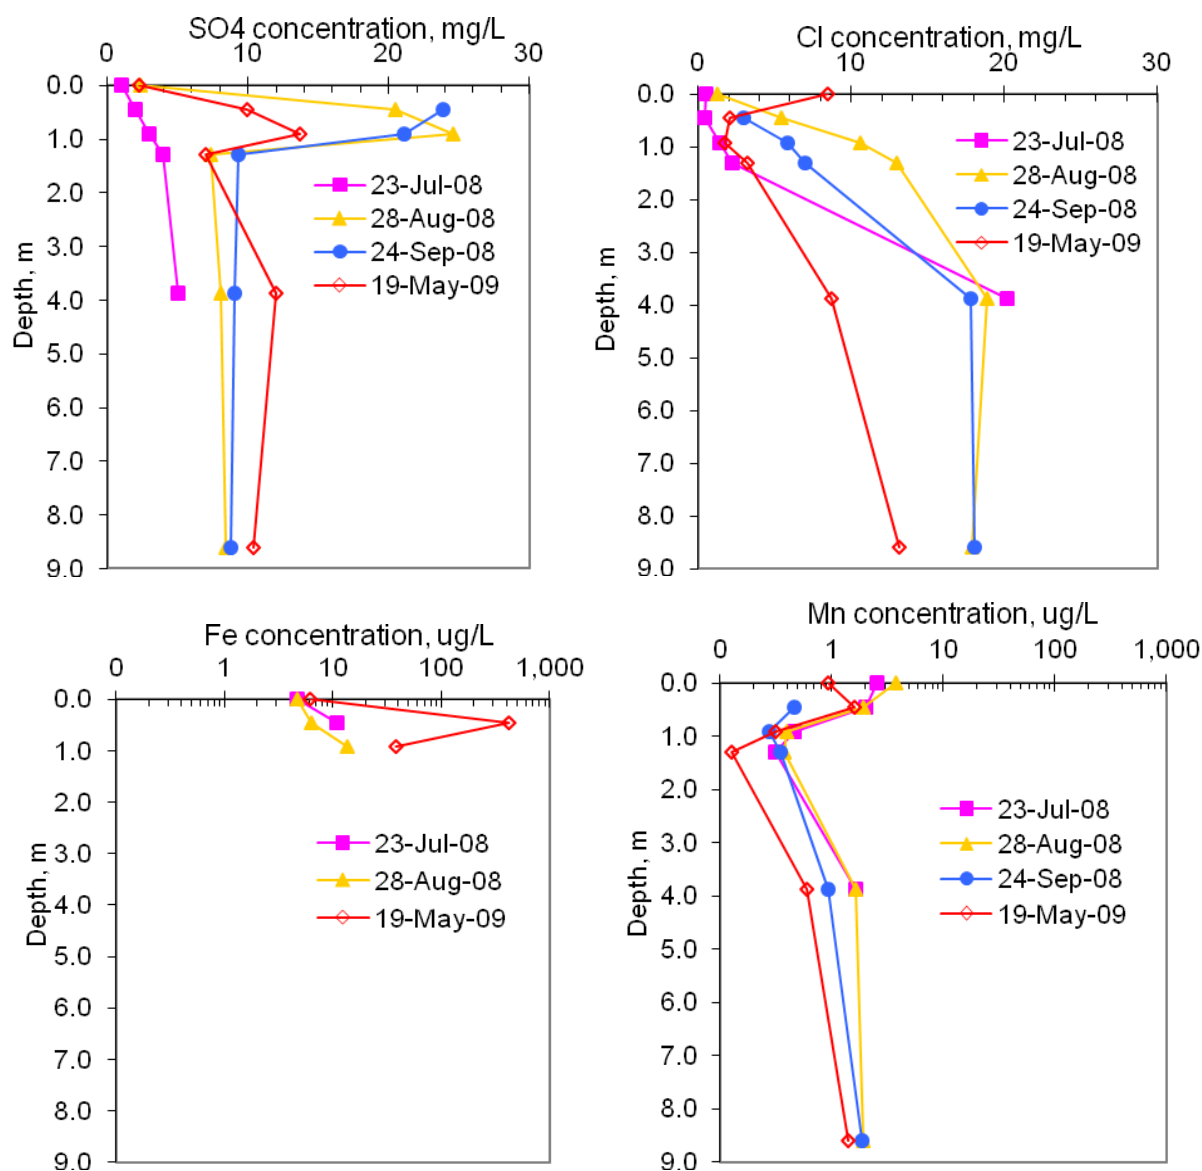 SO4 concentration, mg/L
0 10 20 30
0.0
1.0
2.0
3.0
4.0
5.0
6.0
7.0
8.0
9.0
Depth, m
23-Jul-08
28-Aug-08
24-Sep-08
19-May-09
Cl concentration, mg/L
0 10 20 30
0.0
1.0
2.0
3.0
4.0
5.0
6.0
7.0
8.0
9.0
Depth, m
23-Jul-08
28-Aug-08
24-Sep-08
19-May-09
Fe concentration, ug/L
0 1 10 100 1,000
0.0
1.0
2.0
3.0
4.0
5.0
6.0
7.0
8.0
9.0
Depth, m
23-Jul-08
28-Aug-08
19-May-09
Mn concentration, ug/L
0 1 10 100 1,000
0.0
1.0
2.0
3.0
4.0
5.0
6.0
7.0
8.0
9.0
Depth, m
23-Jul-08
28-Aug-08
24-Sep-08
19-May-09